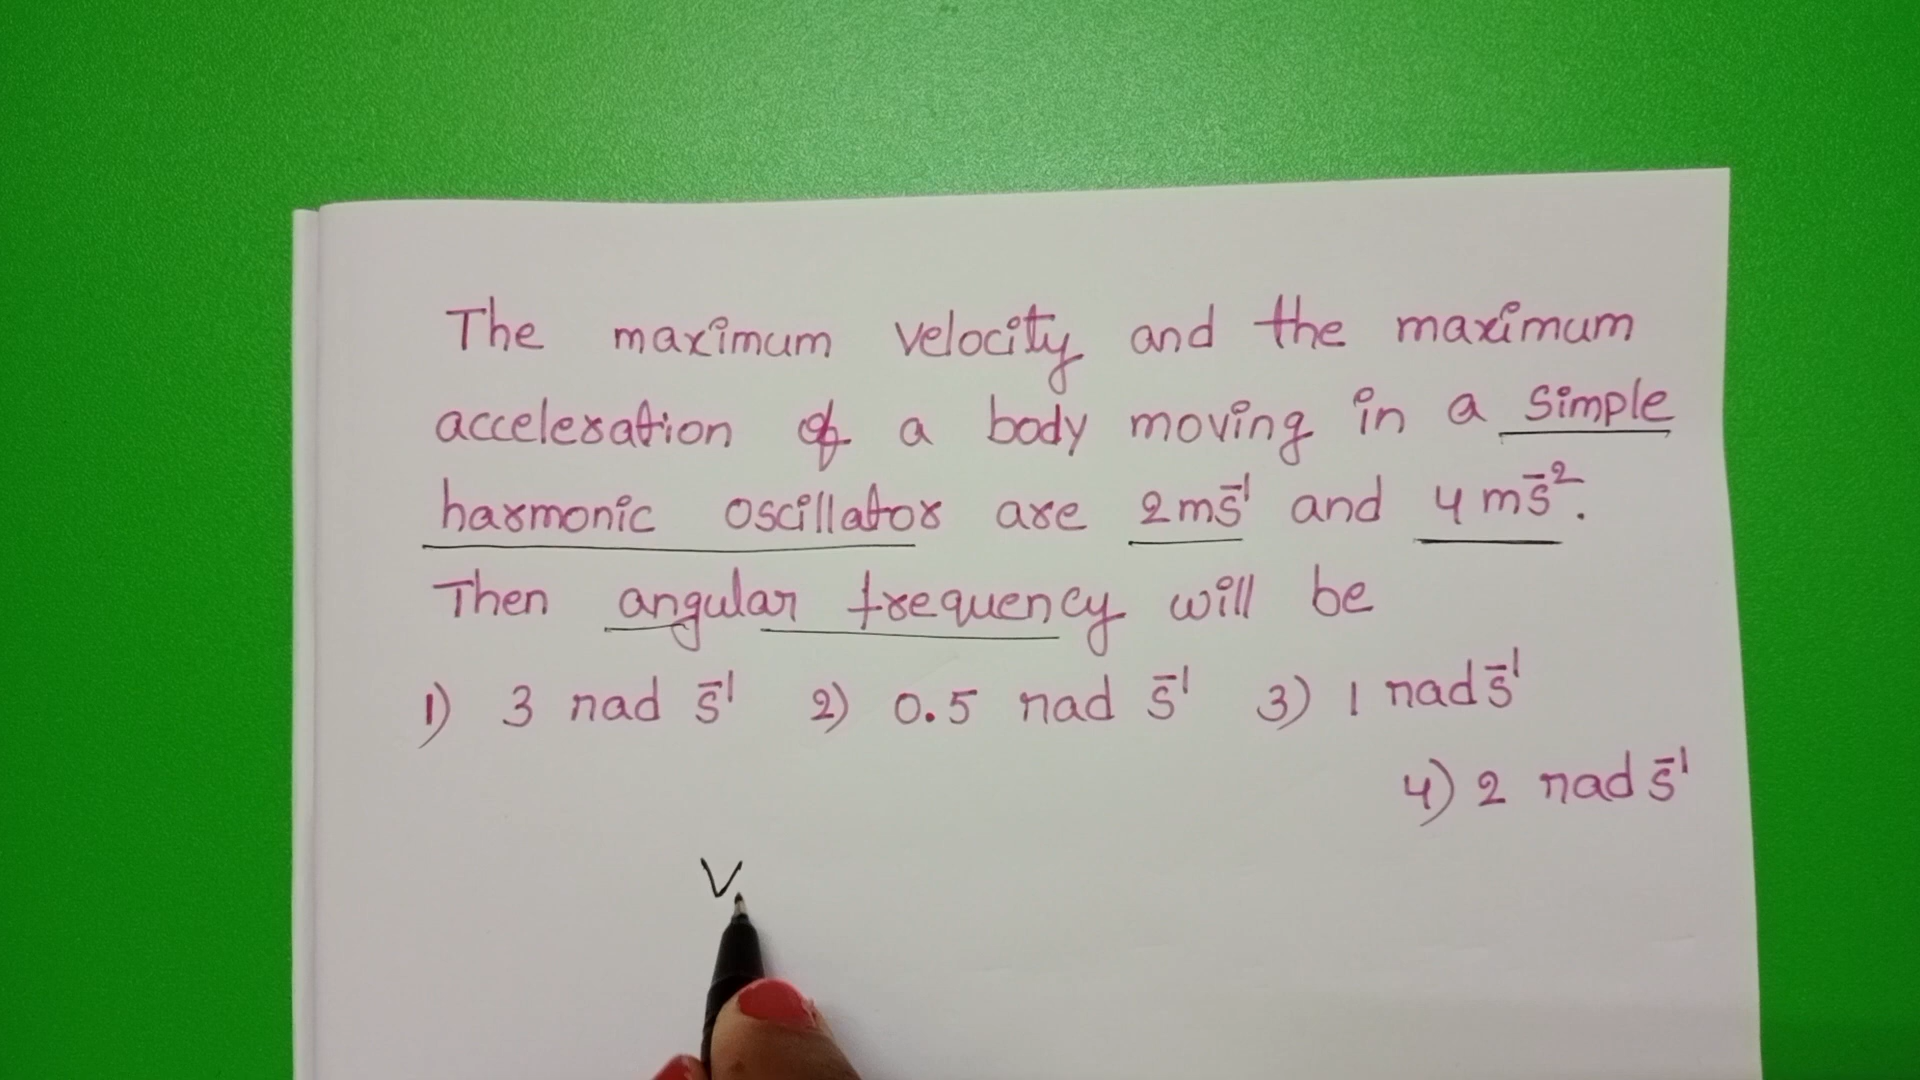 The maximum velocity and the maximum
acceleration of a body moving in a simple
harmonic oscillator are 2ms⁻¹ and 4ms⁻².
Then angular frequency will be
1) 3 rad s⁻¹ 2) 0.5 rad s⁻¹ 3) 1 rad s⁻¹
4) 2 rad s⁻¹
V